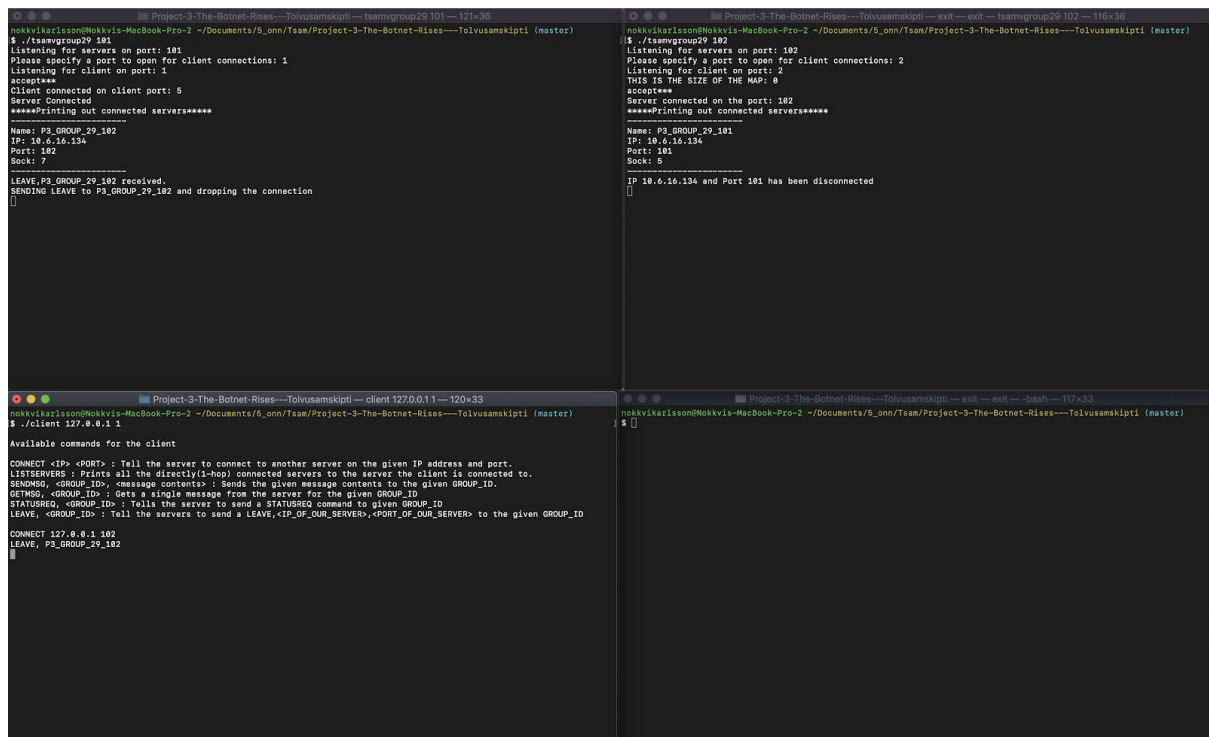 Project-3-The-Botnet-Rises---Tolvusamskipti — tsamvgroup29 101 — 121×36
nokkvikarlsson@Nokkvis-MacBook-Pro-2 ~/Documents/5_onn/Tsam/Project-3-The-Botnet-Rises---Tolvusamskipti (master)
$ ./tsamvgroup29 101
Listening for servers on port: 101
Please specify a port to open for client connections: 1
Listening for client on port: 1
accept***
Client connected on client port: 5
Server Connected
*****Printing out connected servers*****
-----------------------
Name: P3_GROUP_29_102
IP: 10.6.16.134
Port: 102
Sock: 7
-----------------------
LEAVE,P3_GROUP_29_102 received.
SENDING LEAVE to P3_GROUP_29_102 and dropping the connection
Project-3-The-Botnet-Rises---Tolvusamskipti — exit — exit — tsamvgroup29 102 — 116×36
nokkvikarlsson@Nokkvis-MacBook-Pro-2 ~/Documents/5_onn/Tsam/Project-3-The-Botnet-Rises---Tolvusamskipti (master)
$ ./tsamvgroup29 102
Listening for servers on port: 102
Please specify a port to open for client connections: 2
Listening for client on port: 2
THIS IS THE SIZE OF THE MAP: 0
accept***
Server connected on the port: 102
*****Printing out connected servers*****
-----------------------
Name: P3_GROUP_29_101
IP: 10.6.16.134
Port: 101
Sock: 5
-----------------------
IP 10.6.16.134 and Port 101 has been disconnected
Project-3-The-Botnet-Rises---Tolvusamskipti — client 127.0.0.1 1 — 120×33
nokkvikarlsson@Nokkvis-MacBook-Pro-2 ~/Documents/5_onn/Tsam/Project-3-The-Botnet-Rises---Tolvusamskipti (master)
$ ./client 127.0.0.1 1
Available commands for the client
CONNECT <IP> <PORT> : Tell the server to connect to another server on the given IP address and port.
LISTSERVERS : Prints all the directly(1-hop) connected servers to the server the client is connected to.
SENDMSG, <GROUP_ID>, <message contents> : Sends the given message contents to the given GROUP_ID.
GETMSG, <GROUP_ID> : Gets a single message from the server for the given GROUP_ID
STATUSREQ, <GROUP_ID> : Tells the server to send a STATUSREQ command to given GROUP_ID
LEAVE, <GROUP_ID> : Tell the servers to send a LEAVE,<IP_OF_OUR_SERVER>,<PORT_OF_OUR_SERVER> to the given GROUP_ID
CONNECT 127.0.0.1 102
LEAVE, P3_GROUP_29_102
Project-3-The-Botnet-Rises---Tolvusamskipti — exit — exit — -bash — 117×33
nokkvikarlsson@Nokkvis-MacBook-Pro-2 ~/Documents/5_onn/Tsam/Project-3-The-Botnet-Rises---Tolvusamskipti (master)
$